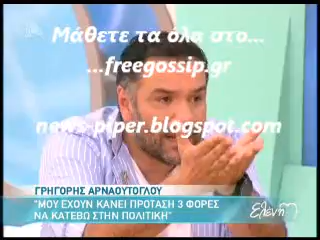 Μάθετε τα όλα στο...
...freegossip.gr
news-piper.blogspot.com
ΓΡΗΓΟΡΗΣ ΑΡΝΑΟΥΤΟΓΛΟΥ
"ΜΟΥ ΕΧΟΥΝ ΚΑΝΕΙ ΠΡΟΤΑΣΗ 3 ΦΟΡΕΣ
ΝΑ ΚΑΤΕΒΩ ΣΤΗΝ ΠΟΛΙΤΙΚΗ"
Ελένη